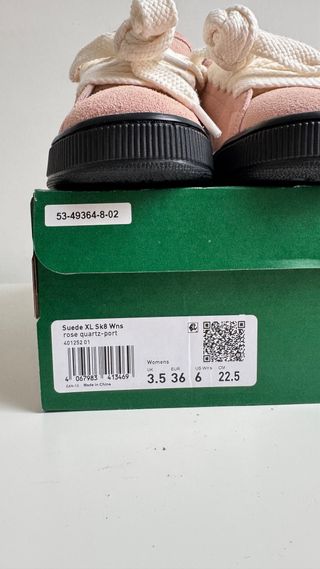 53-49364-8-02
Suede XL Sk8 Wns
rose quartz-port
401252 01
4 067983 413469
Made in China
Womens
UK EUR US Wn's CM
3.5 36 6 22.5